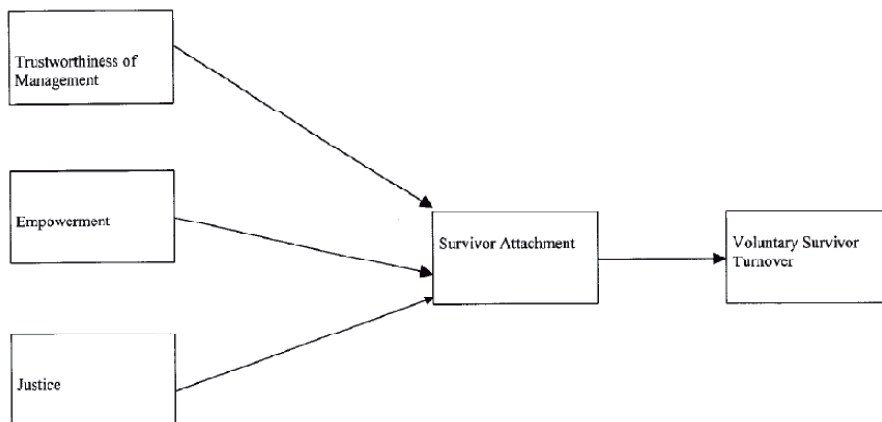 Trustworthiness of
Management
Empowerment
Survivor Attachment
Voluntary Survivor
Turnover
Justice